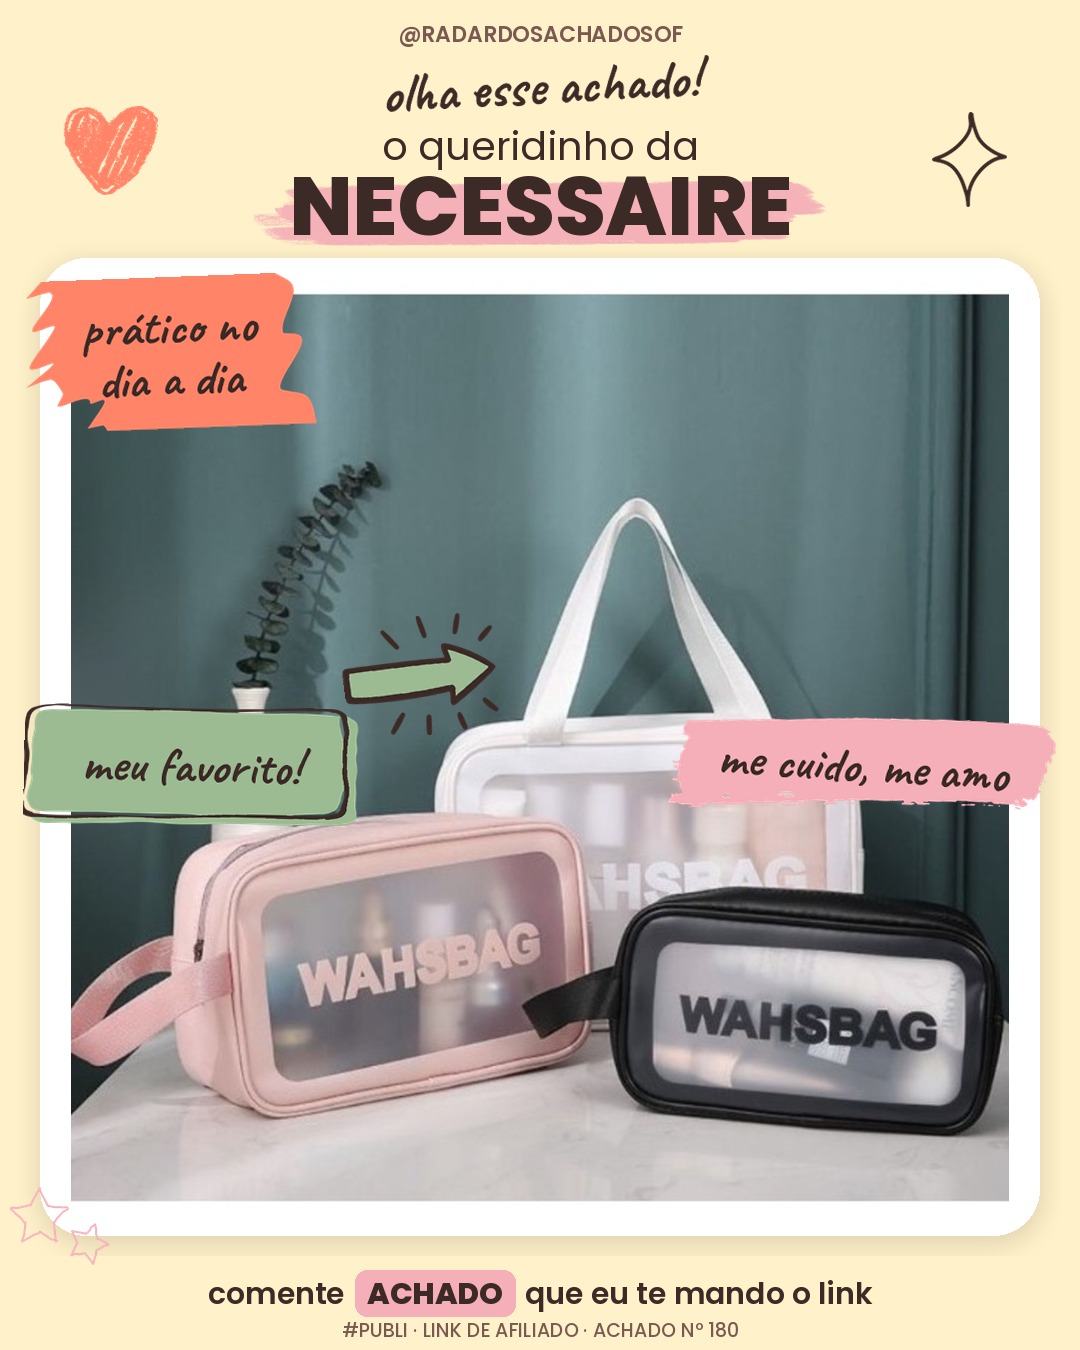 @RADARDOSACHADOSOF
olha esse achado!
o queridinho da
NECESSAIRE
prático no
dia a dia
meu favorito!
me cuido, me amo
AHSBAG
WAHSBAG
WAHSBAG
comente ACHADO que eu te mando o link
#PUBLI · LINK DE AFILIADO · ACHADO Nº 180